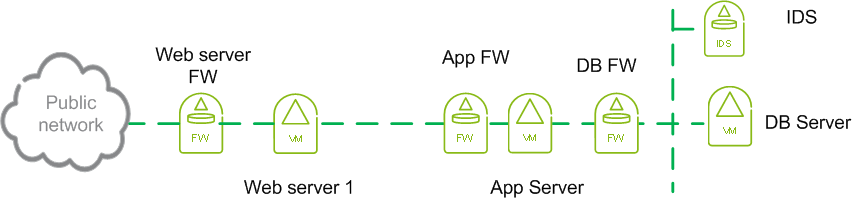 IDS
IDS
Web server
FW
App FW
DB FW
Public
network
FW
VM
FW
VM
FW
VM
DB Server
Web server 1
App Server